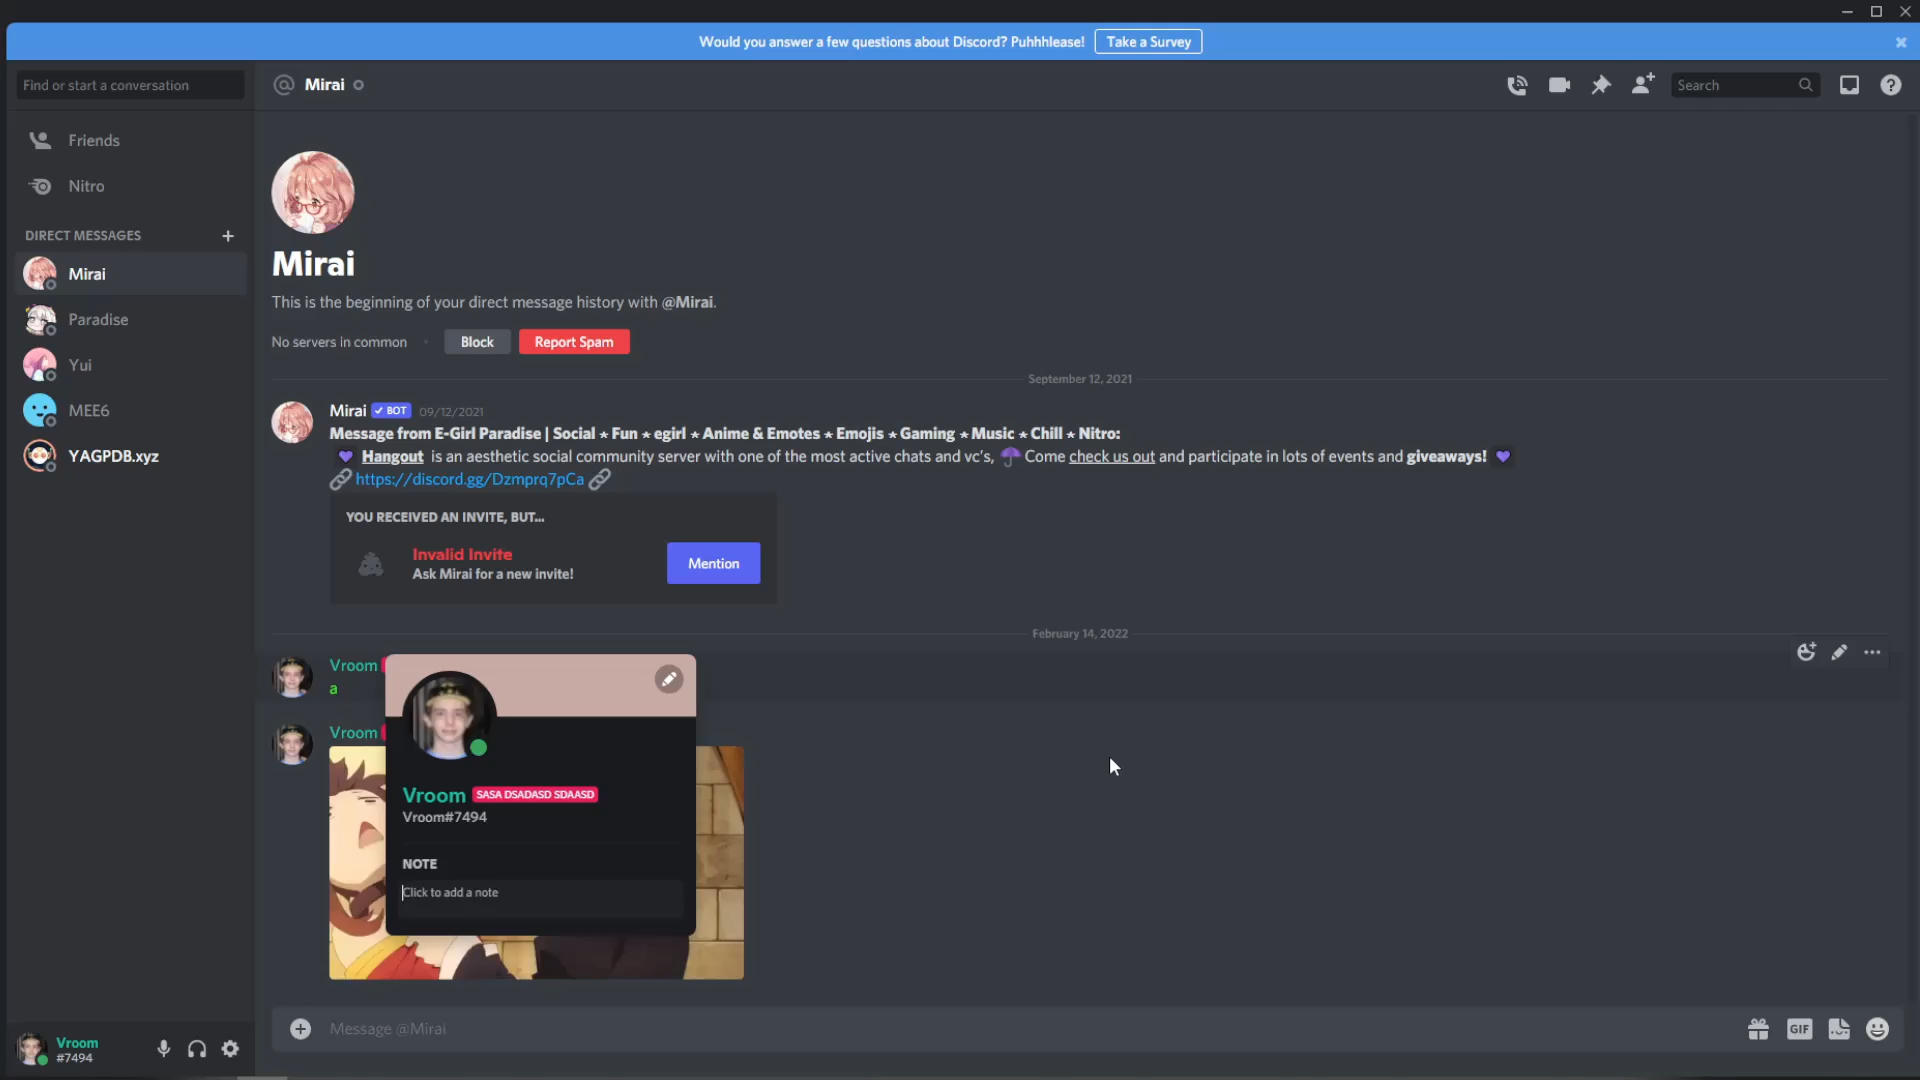 Would you answer a few questions about Discord? Puhhhlease! Take a Survey
Find or start a conversation
Mirai
Search
Friends
Nitro
DIRECT MESSAGES
Mirai
Paradise
Yui
MEE6
YAGPDB.xyz
Mirai
This is the beginning of your direct message history with @Mirai.
No servers in common Block Report Spam
September 12, 2021
Mirai BOT 09/12/2021
Message from E-Girl Paradise | Social ⋆ Fun ⋆ egirl ⋆ Anime & Emotes ⋆ Emojis ⋆ Gaming ⋆ Music ⋆ Chill ⋆ Nitro:
Hangout is an aesthetic social community server with one of the most active chats and vc's, Come check us out and participate in lots of events and giveaways!
https://discord.gg/Dzmprq7pCa
YOU RECEIVED AN INVITE, BUT...
Invalid Invite
Ask Mirai for a new invite!
Mention
February 14, 2022
Vroom
a
Vroom
Vroom SASA DSADASD SDAASD
Vroom#7494
NOTE
Click to add a note
Message @Mirai
GIF
Vroom
#7494